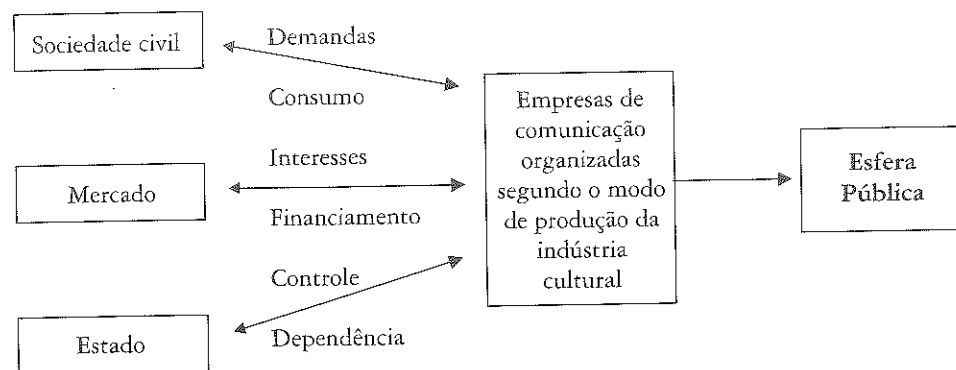 Sociedade civil
Mercado
Estado
Demandas
Consumo
Interesses
Financiamento
Controle
Dependência
Empresas de
comunicação
organizadas
segundo o modo
de produção da
indústria
cultural
Esfera
Pública